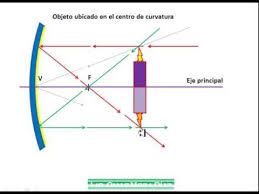 Objeto ubicado en el centro de curvatura
V
F
Eje principal